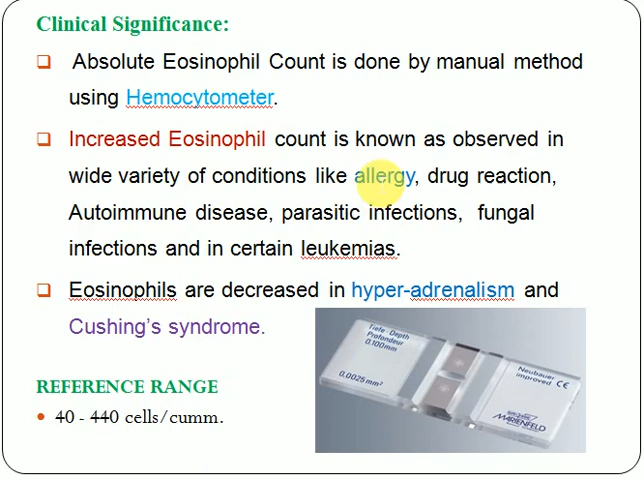 Clinical Significance:
❑ Absolute Eosinophil Count is done by manual method
using Hemocytometer.
❑ Increased Eosinophil count is known as observed in
wide variety of conditions like allergy, drug reaction,
Autoimmune disease, parasitic infections, fungal
infections and in certain leukemias.
❑ Eosinophils are decreased in hyper-adrenalism and
Cushing's syndrome.
REFERENCE RANGE
• 40 - 440 cells/cumm.
Tiefe · Depth
Profondeur
0.100mm
0.0025 mm²
Neubauer
improved CE
MARIENFELD